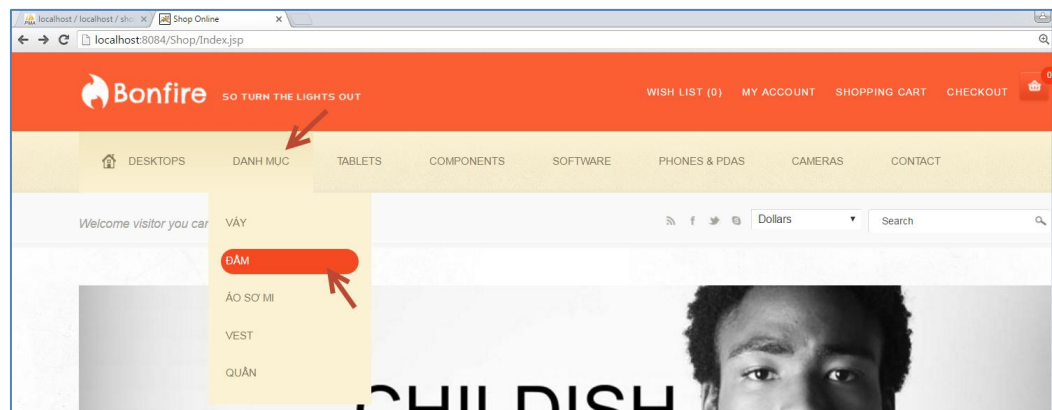 localhost / localhost / sho
Shop Online
localhost:8084/Shop/Index.jsp
Bonfire SO TURN THE LIGHTS OUT
WISH LIST (0) MY ACCOUNT SHOPPING CART CHECKOUT 0
DESKTOPS DANH MỤC TABLETS COMPONENTS SOFTWARE PHONES & PDAS CAMERAS CONTACT
Welcome visitor you can
Dollars
Search
VÁY
ĐẦM
ÁO SƠ MI
VEST
QUẦN
CHILDISH